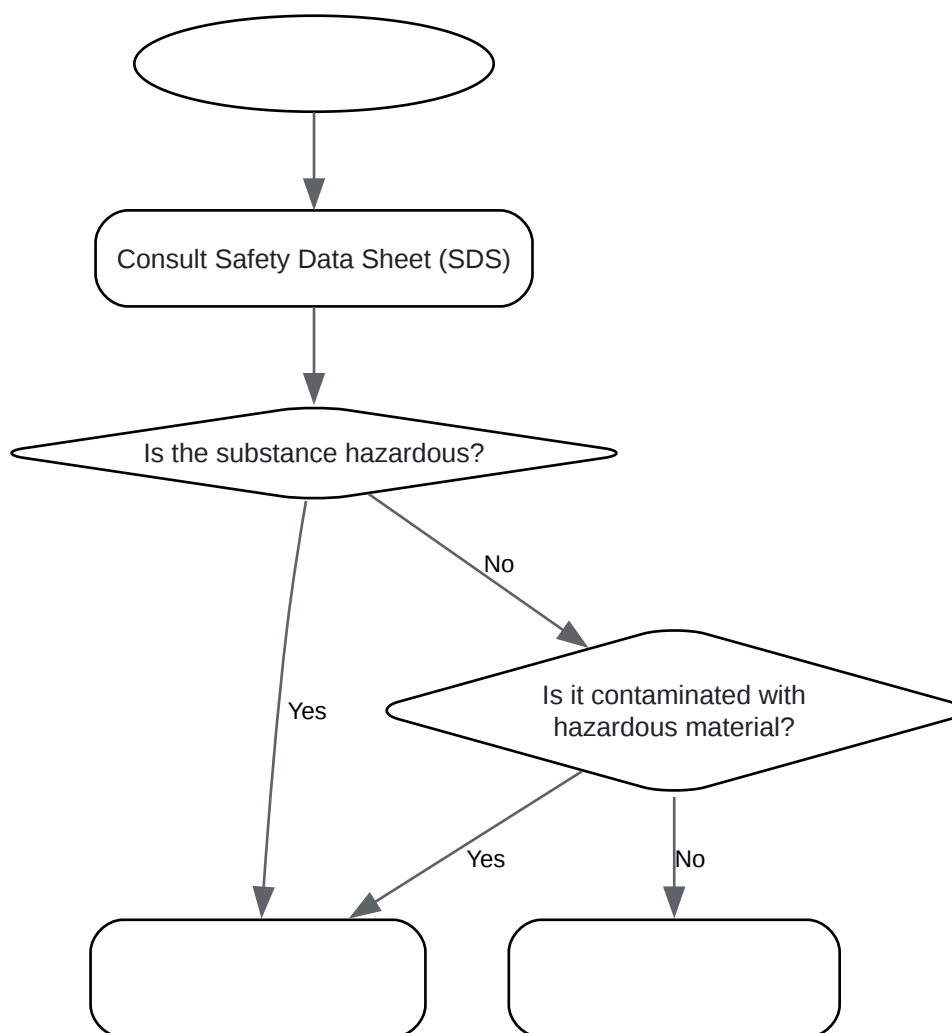 Consult Safety Data Sheet (SDS)
Is the substance hazardous?
No
Is it contaminated with
hazardous material?
Yes
Yes
No